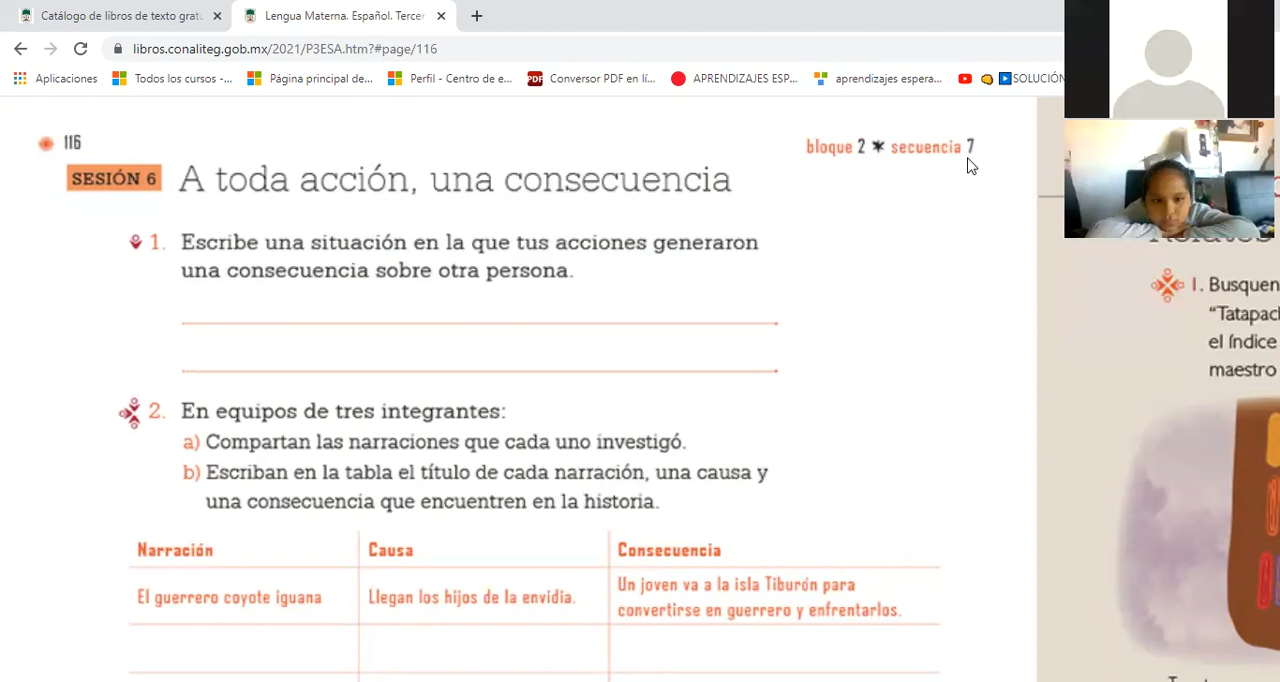 Catálogo de libros de texto gratu
Lengua Materna. Español. Tercer
libros.conaliteg.gob.mx/2021/P3ESA.htm?#page/116
Aplicaciones
Todos los cursos -...
Página principal de...
Perfil - Centro de e...
PDF
Conversor PDF en lí...
APRENDIZAJES ESP...
aprendizajes espera...
SOLUCIÓN
116
bloque 2 * secuencia 7
SESIÓN 6 A toda acción, una consecuencia
1. Escribe una situación en la que tus acciones generaron
una consecuencia sobre otra persona.
2. En equipos de tres integrantes:
a) Compartan las narraciones que cada uno investigó.
b) Escriban en la tabla el título de cada narración, una causa y
una consecuencia que encuentren en la historia.
Narración Causa Consecuencia
El guerrero coyote iguana
Llegan los hijos de la envidia.
Un joven va a la isla Tiburón para
convertirse en guerrero y enfrentarlos.
1. Busquen
“Tatapach
el índice
maestro